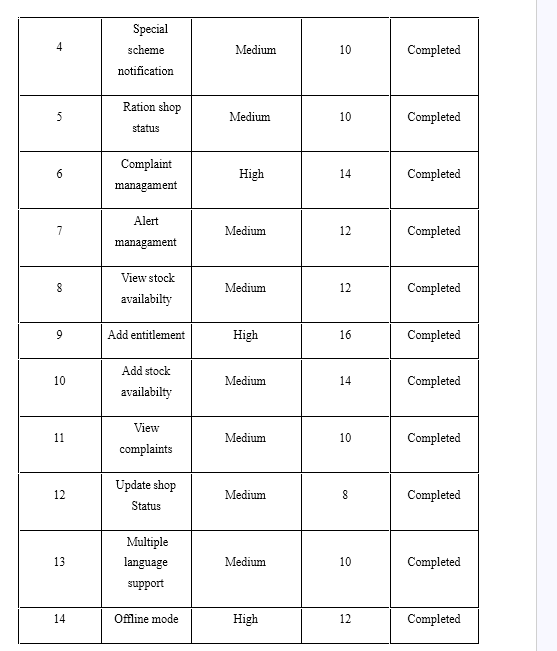 4 Special scheme notification Medium 10 Completed
5 Ration shop status Medium 10 Completed
6 Complaint managament High 14 Completed
7 Alert managament Medium 12 Completed
8 View stock availabilty Medium 12 Completed
9 Add entitlement High 16 Completed
10 Add stock availabilty Medium 14 Completed
11 View complaints Medium 10 Completed
12 Update shop Status Medium 8 Completed
13 Multiple language support Medium 10 Completed
14 Offline mode High 12 Completed